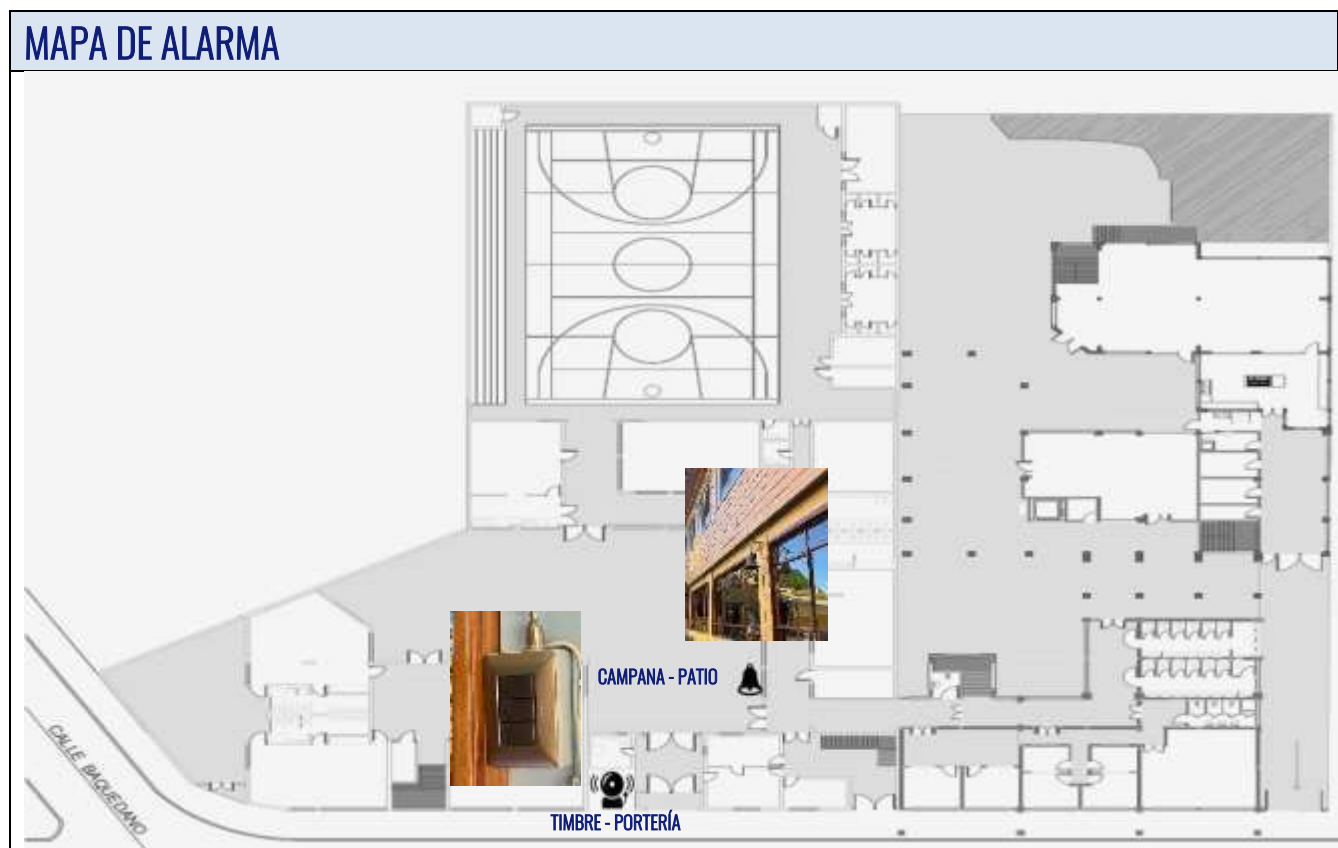 MAPA DE ALARMA
CAMPANA - PATIO
CALLE BAQUEDANO
TIMBRE - PORTERÍA